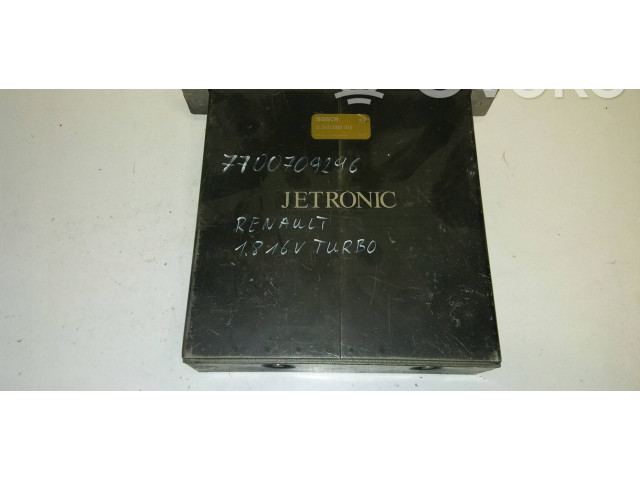 BOSCH
7700709296
JETRONIC
RENAULT
1.8 16V TURBO